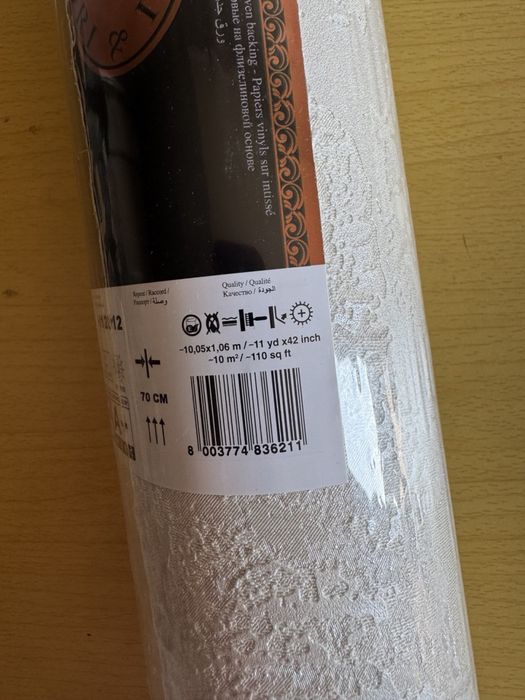 RI & I
ven backing - Papiers vinyls sur intissé
овые на флизелиновой основе
Repeat / Raccord /
Раппорт / وصلة
Quality / Qualité
Качество / الجودة
70 CM
~10,05x1,06 m / ~11 yd x42 inch
~10 m² / ~110 sq ft
8 003774 836211